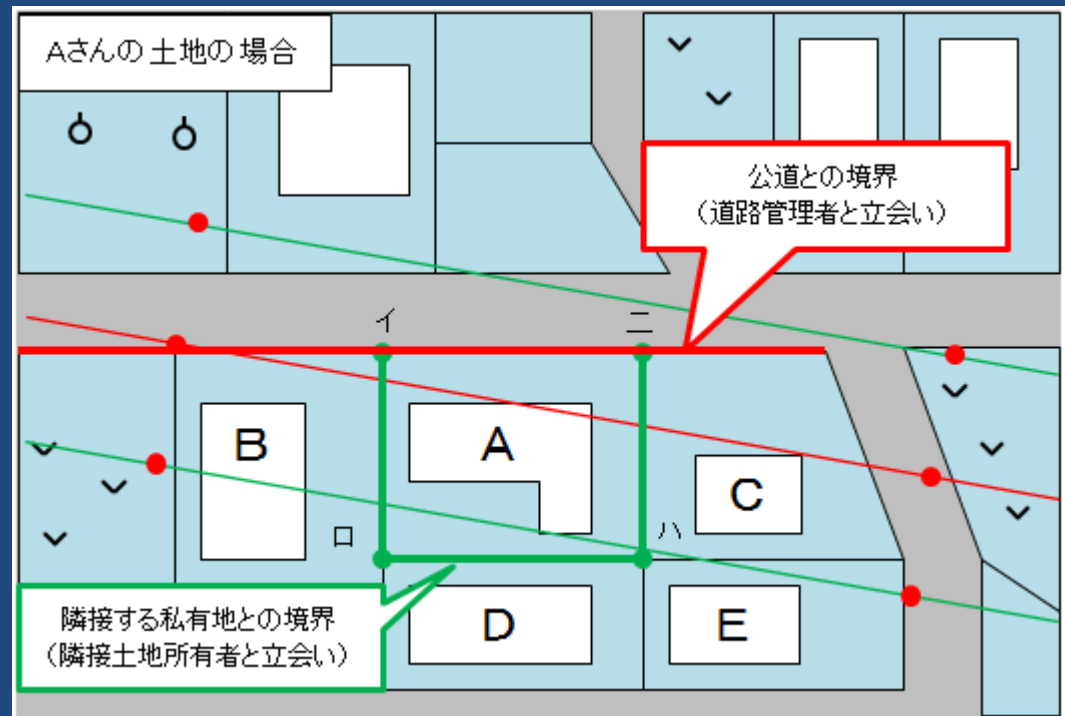 Aさんの土地の場合
公道との境界
（道路管理者と立会い）
イ
ニ
B
A
C
ロ
ハ
隣接する私有地との境界
（隣接土地所有者と立会い）
D
E